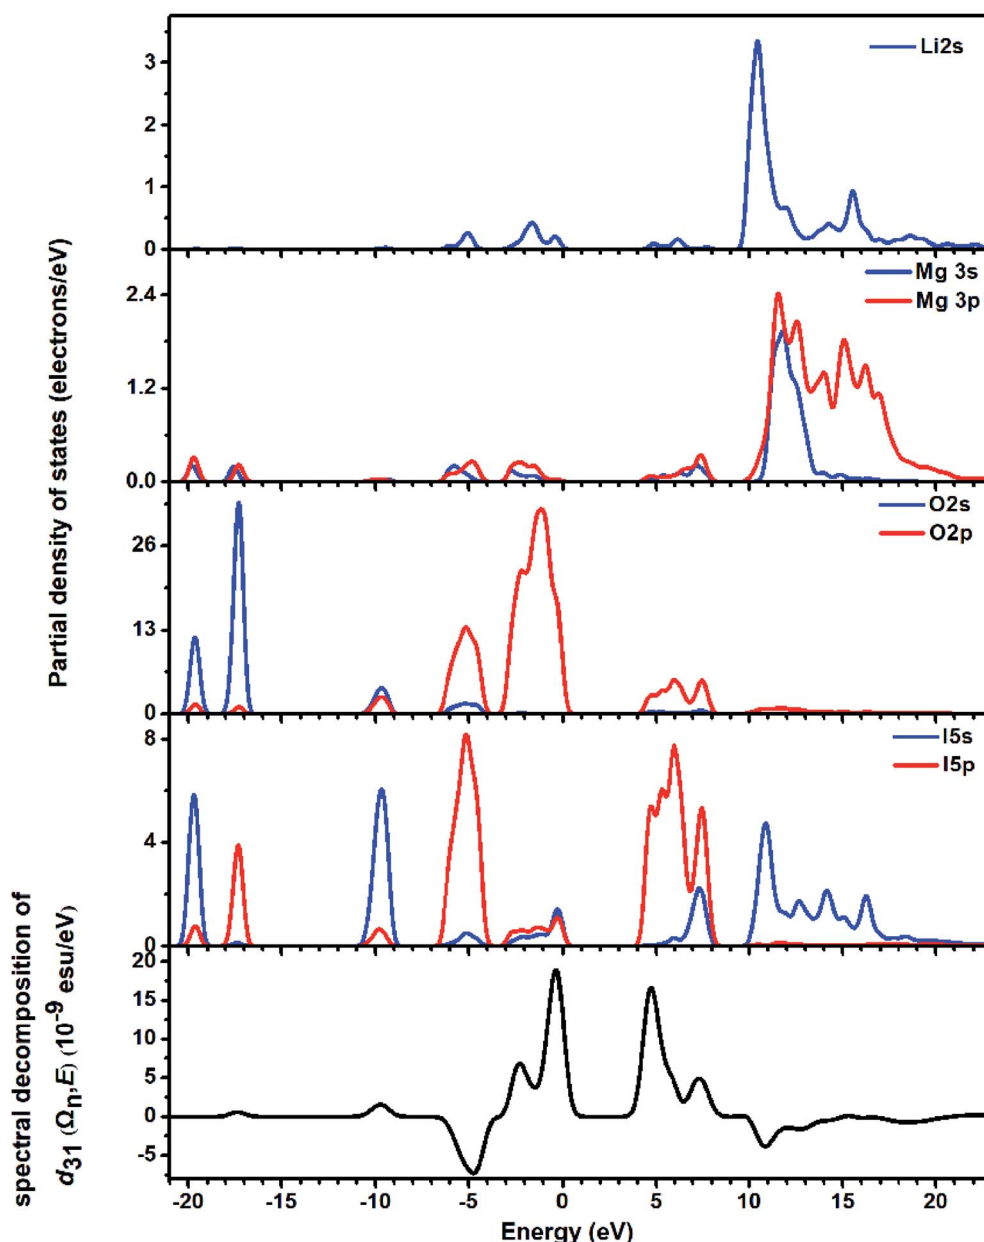 Li2s
3
2
1
0
Mg 3s
Mg 3p
2.4
1.2
0.0
O2s
O2p
26
13
0
I5s
I5p
8
4
0
20
15
10
5
0
-5
-20 -15 -10 -5 0 5 10 15 20
Energy (eV)
Partial density of states (electrons/eV)
spectral decomposition of
d31 (Ωn,E) (10-9 esu/eV)